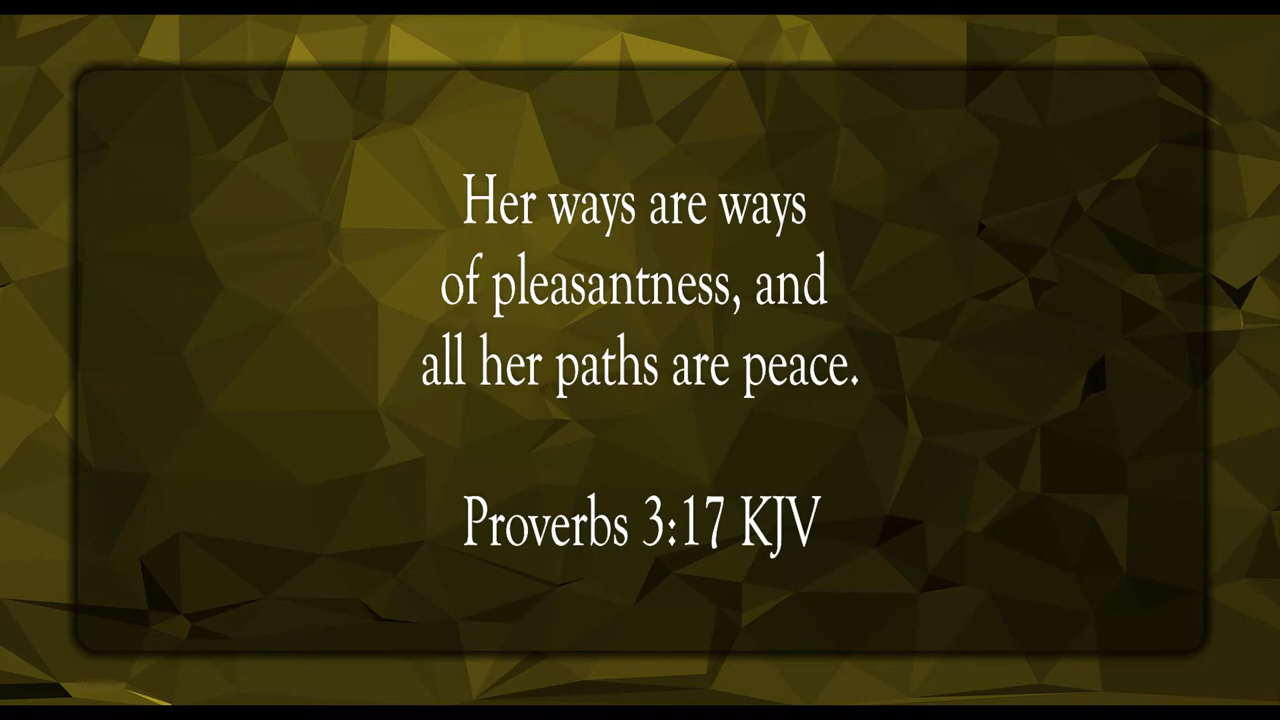 Her ways are ways
of pleasantness, and
all her paths are peace.
Proverbs 3:17 KJV